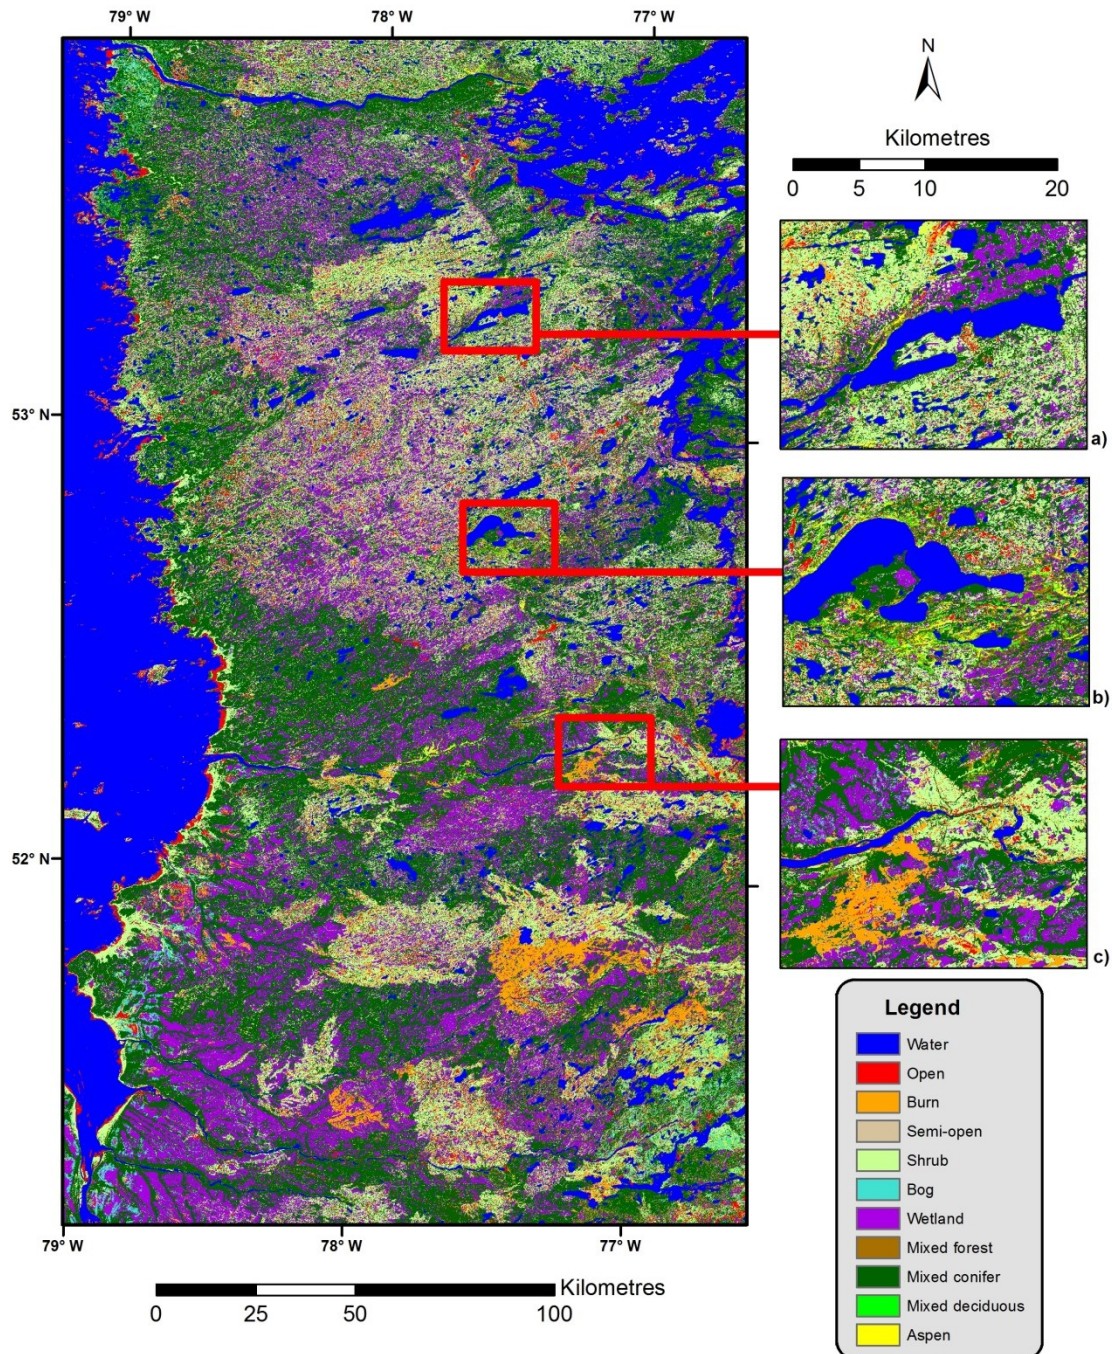 79° W 78° W 77° W
N
Kilometres
0 5 10 20
a)
53° N
b)
52° N
c)
Legend
Water
Open
Burn
Semi-open
Shrub
Bog
Wetland
Mixed forest
Mixed conifer
Mixed deciduous
Aspen
79° W 78° W 77° W
Kilometres
0 25 50 100